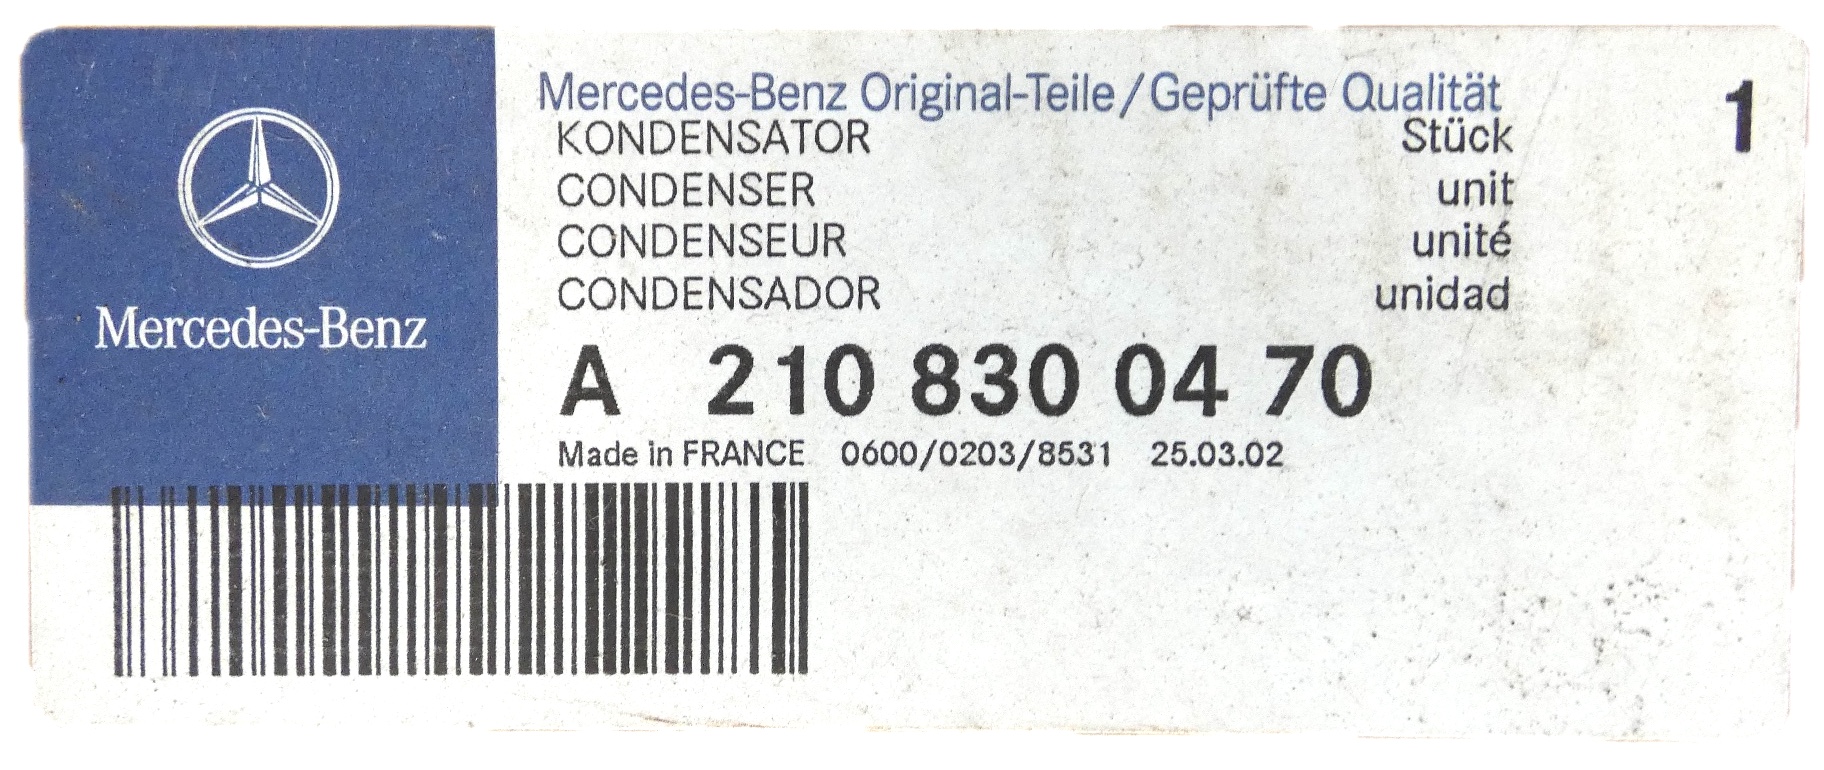 Mercedes-Benz
Mercedes-Benz Original-Teile/Geprüfte Qualität
KONDENSATOR Stück 1
CONDENSER unit
CONDENSEUR unité
CONDENSADOR unidad
A 210 830 04 70
Made in FRANCE 0600/0203/8531 25.03.02